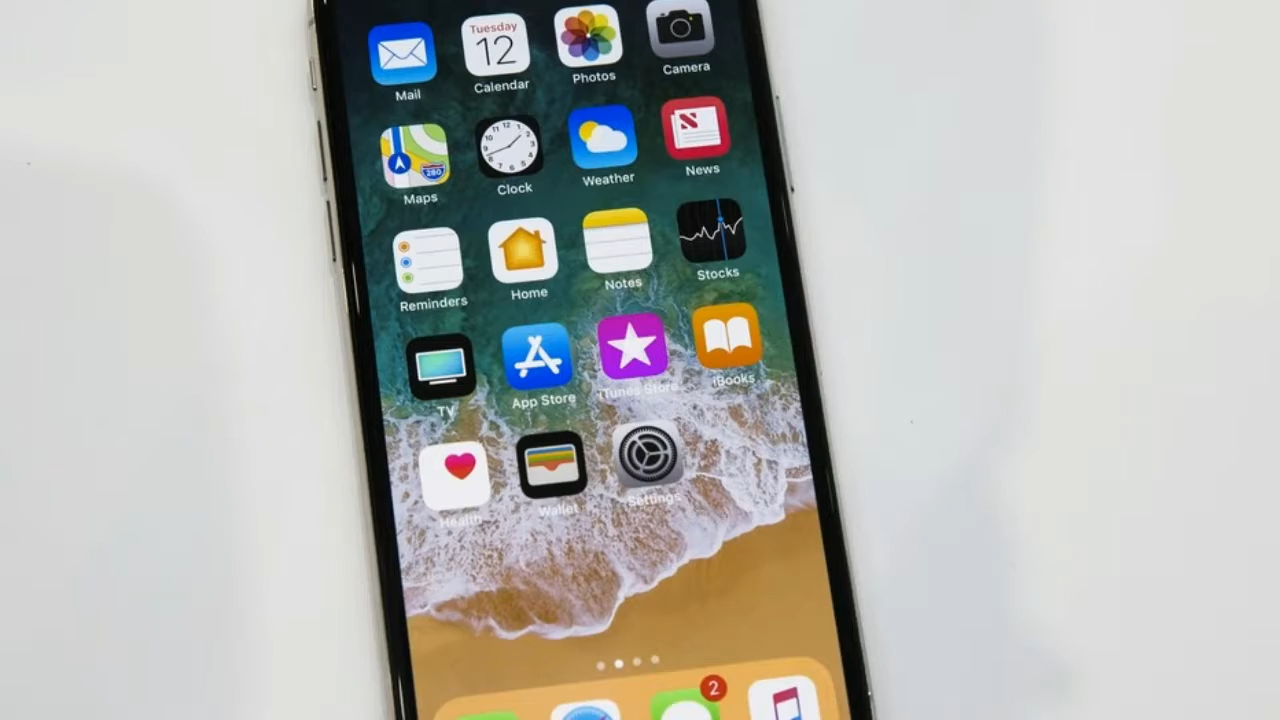 Tuesday
12
Mail
Calendar
Photos
Camera
280
Maps
Clock
Weather
News
Reminders
Home
Notes
Stocks
TV
App Store
iTunes Store
iBooks
Health
Wallet
Settings
2